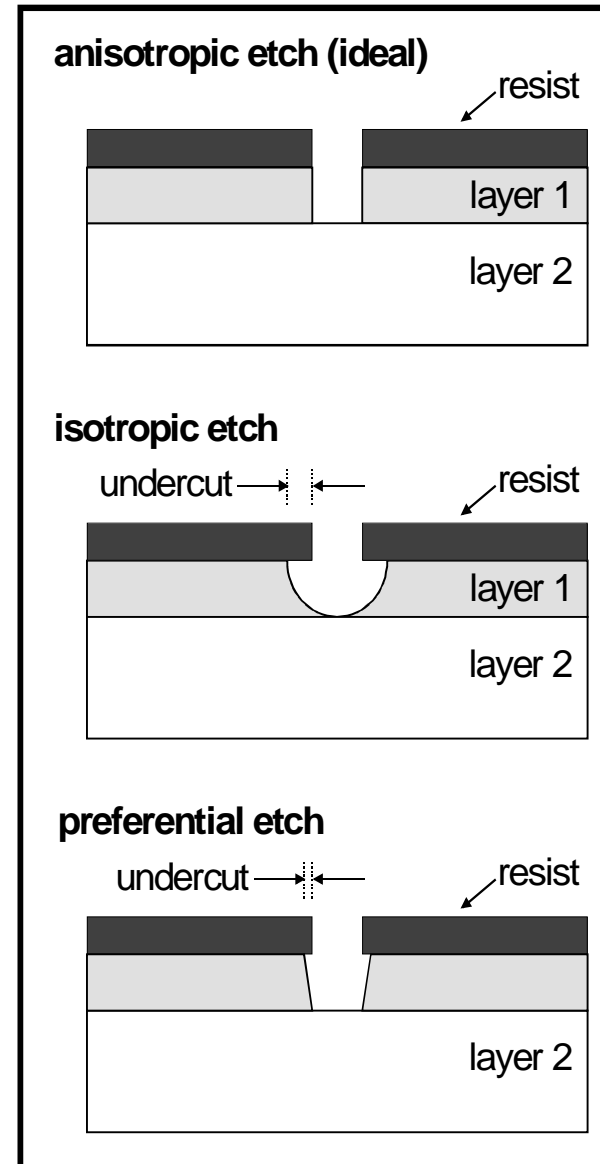 anisotropic etch (ideal)
resist
layer 1
layer 2
isotropic etch
undercut
resist
layer 1
layer 2
preferential etch
undercut
resist
layer 2